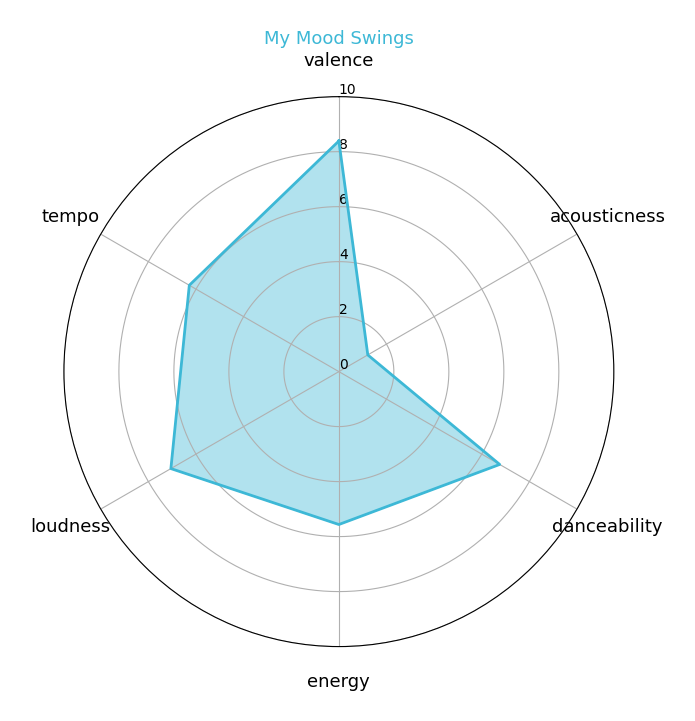 My Mood Swings
valence
10
8
6
4
2
0
tempo
acousticness
loudness
danceability
energy